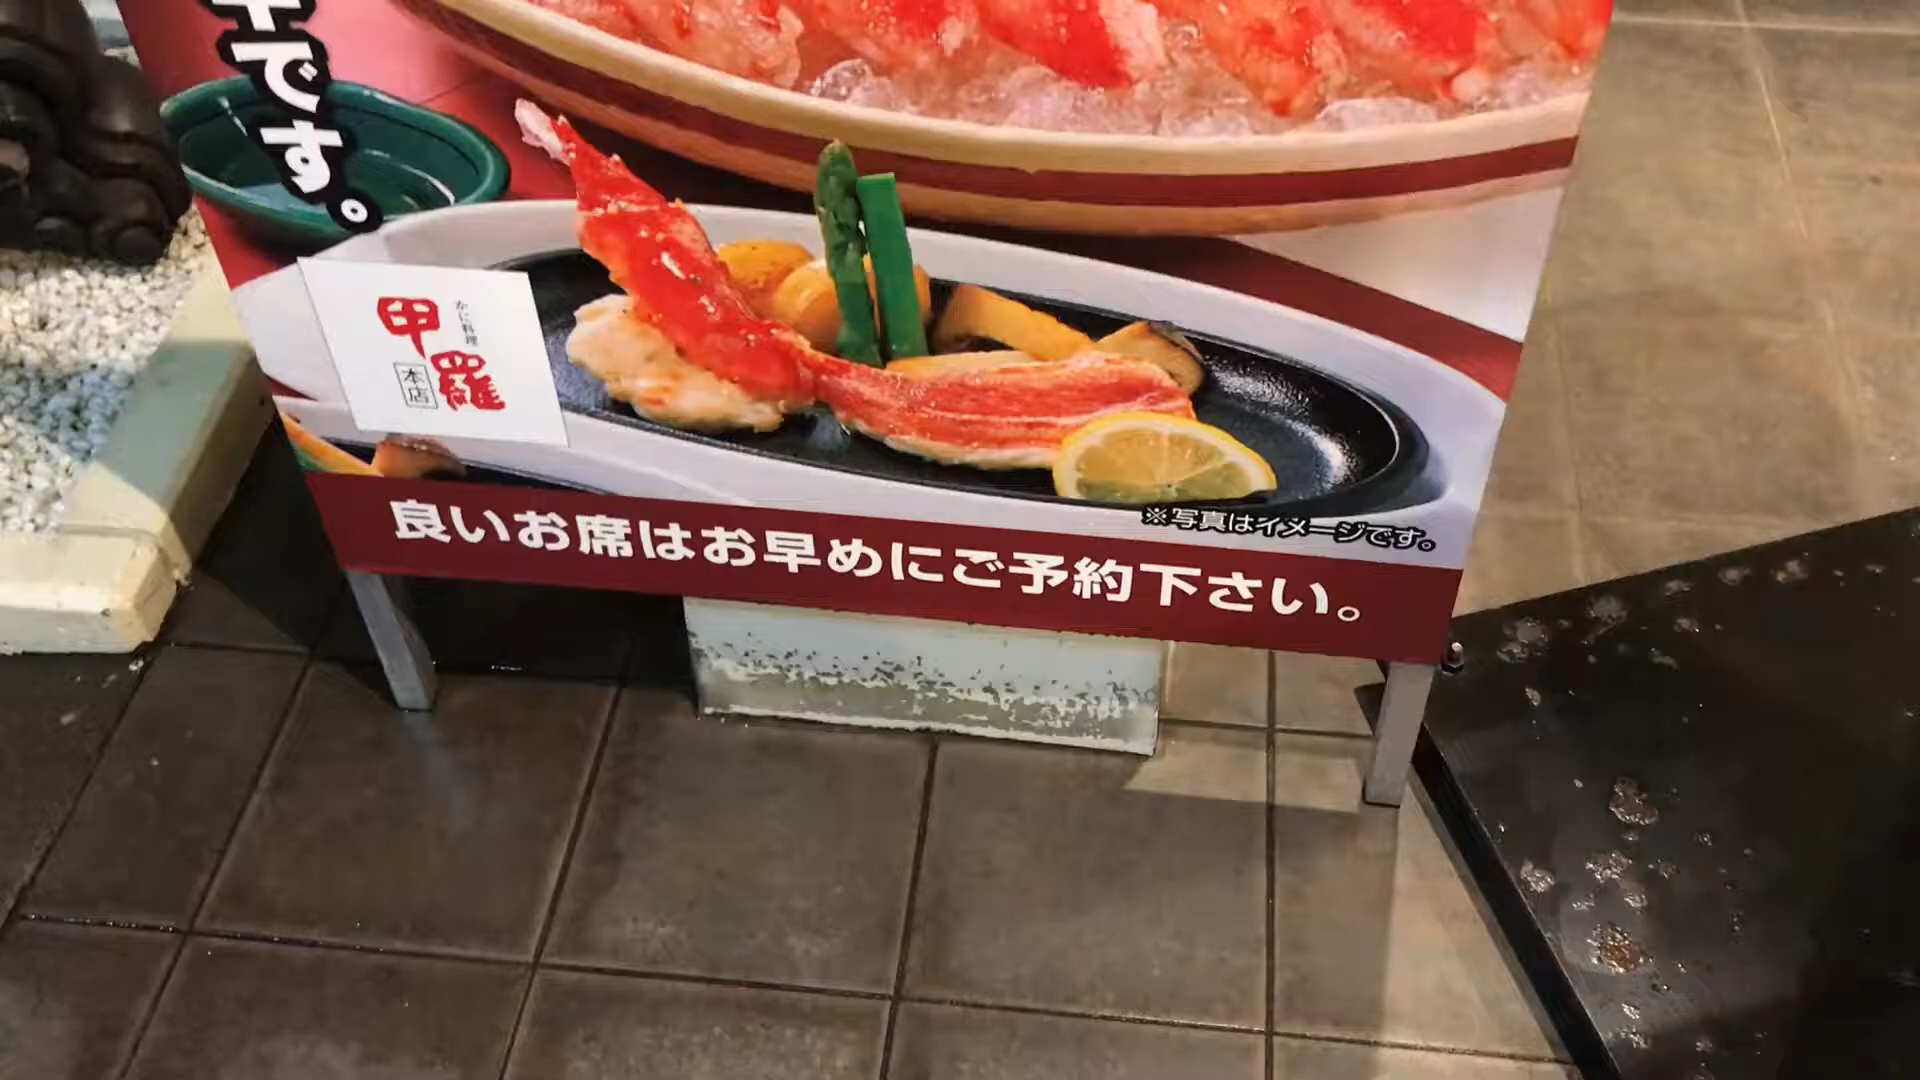 です。
かに料理
甲羅
本店
※写真はイメージです。
良いお席はお早めにご予約下さい。